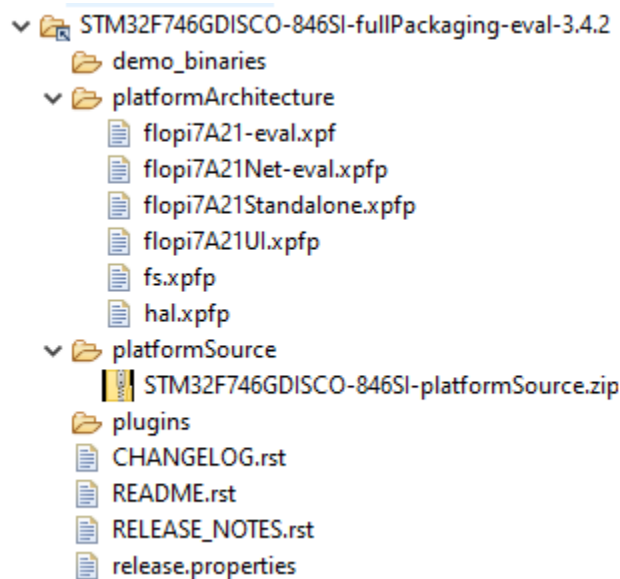 STM32F746GDISCO-846SI-fullPackaging-eval-3.4.2
demo_binaries
platformArchitecture
flopi7A21-eval.xpf
flopi7A21Net-eval.xpfp
flopi7A21Standalone.xpfp
flopi7A21UI.xpfp
fs.xpfp
hal.xpfp
platformSource
STM32F746GDISCO-846SI-platformSource.zip
plugins
CHANGELOG.rst
README.rst
RELEASE_NOTES.rst
release.properties